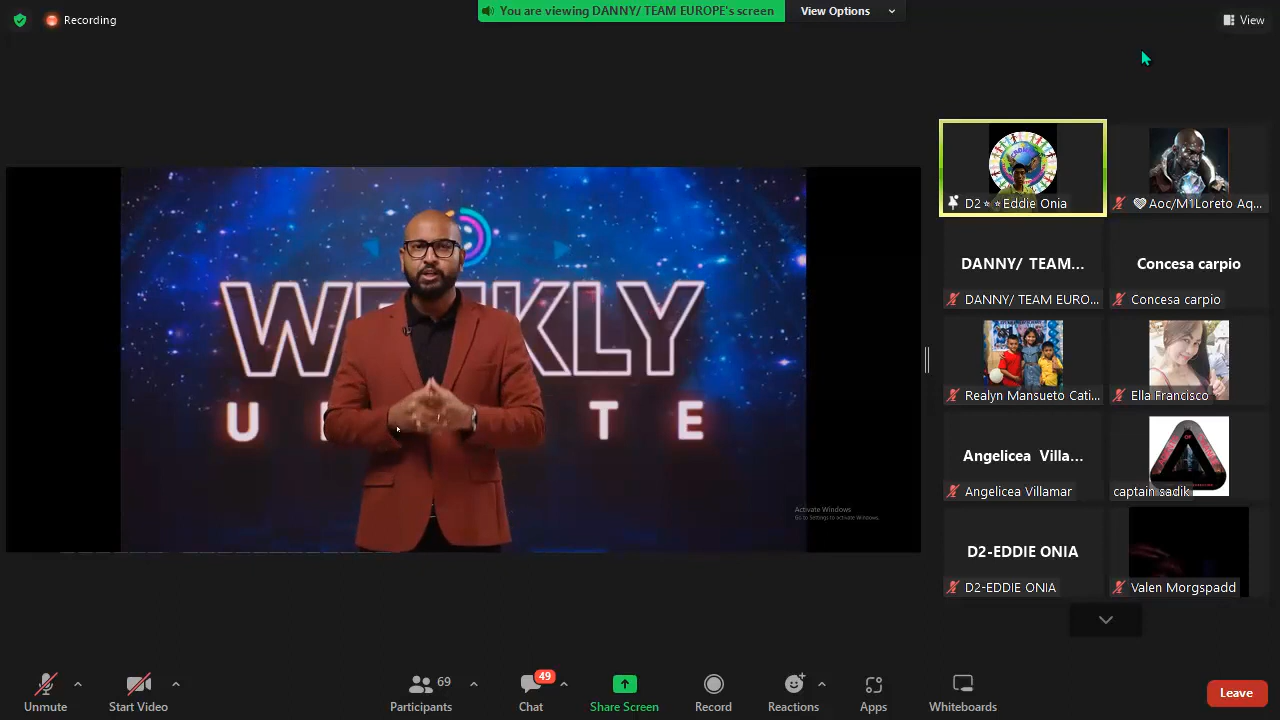 Recording
You are viewing DANNY/ TEAM EUROPE's screen
View Options
View
WEEKLY
U TE
Activate Windows
Go to Settings to activate Windows.
D2⭐⭐Eddie Onia
🤍Aoc/M1Loreto Aq...
DANNY/ TEAM...
DANNY/ TEAM EURO...
Concesa carpio
Concesa carpio
Realyn Mansueto Cati...
Ella Francisco
Angelicea Villa...
Angelicea Villamar
captain sadik
D2-EDDIE ONIA
D2-EDDIE ONIA
Valen Morgspadd
Unmute
Start Video
69
Participants
49
Chat
Share Screen
Record
Reactions
Apps
Whiteboards
Leave